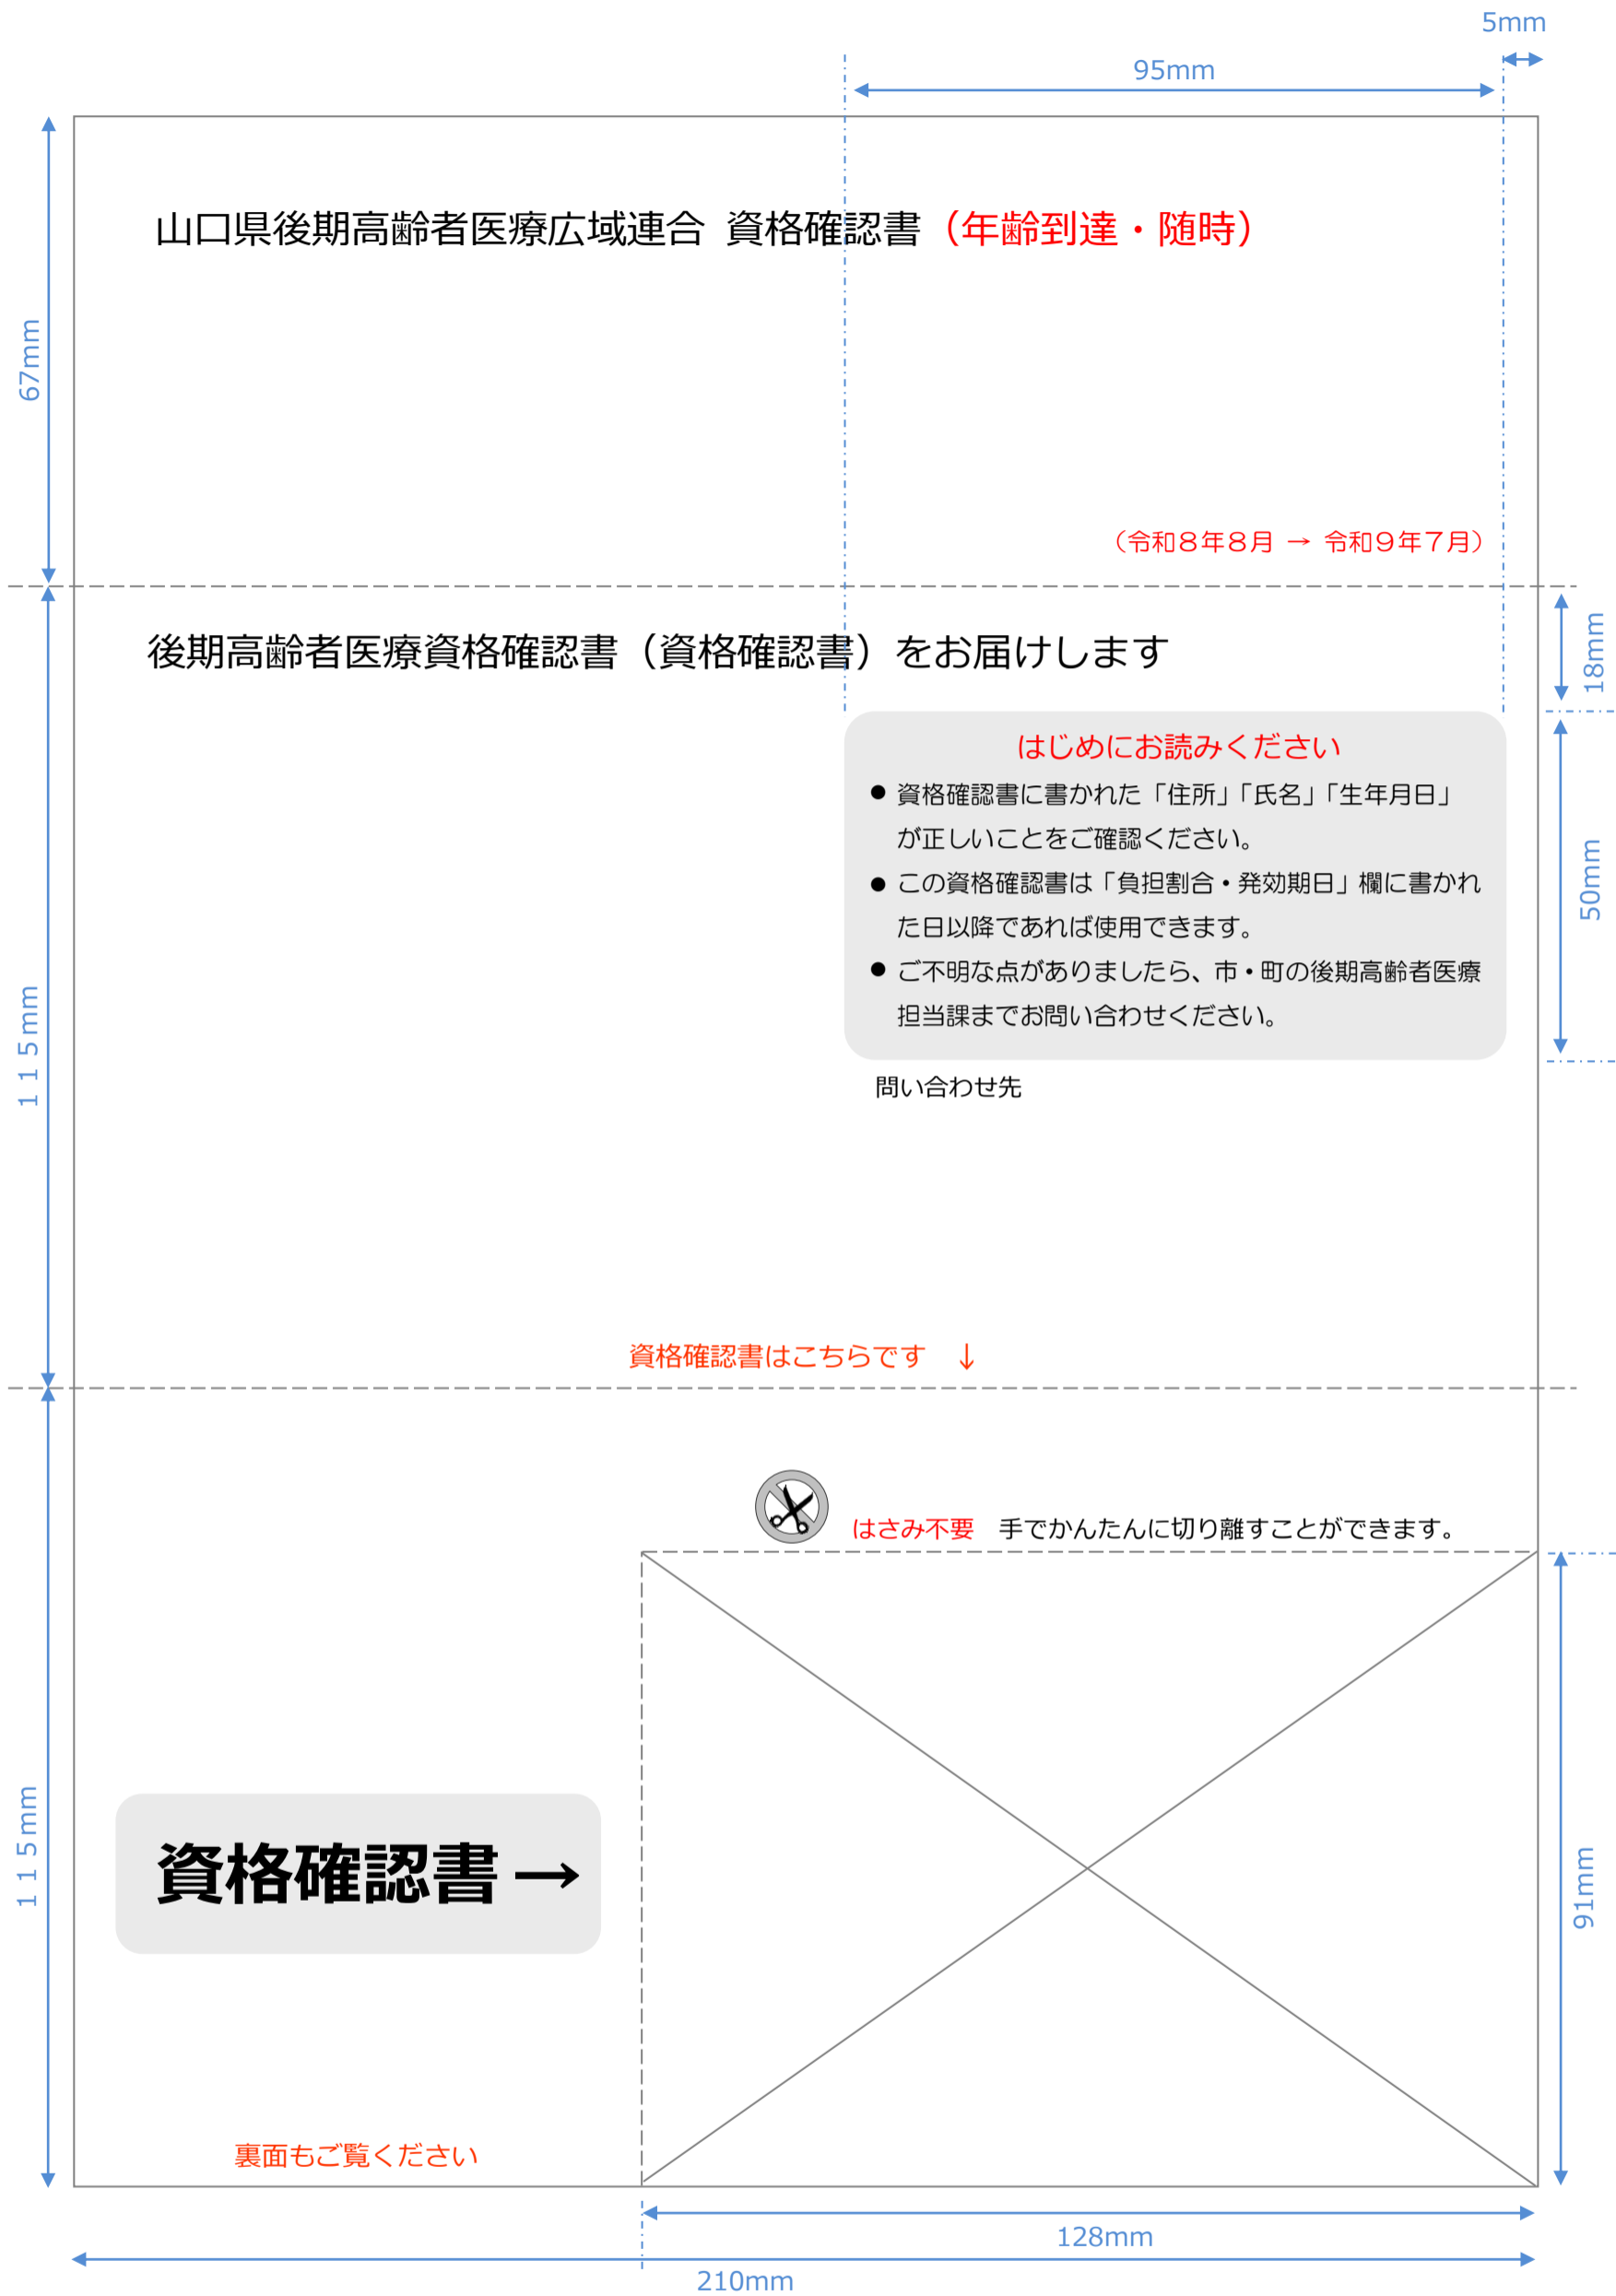 5mm
95mm
山口県後期高齢者医療広域連合 資格確認書（年齢到達・随時）
67mm
（令和８年８月 → 令和９年７月）
後期高齢者医療資格確認書（資格確認書）をお届けします
18mm
はじめにお読みください
● 資格確認書に書かれた「住所」「氏名」「生年月日」
が正しいことをご確認ください。
● この資格確認書は「負担割合・発効期日」欄に書かれ
た日以降であれば使用できます。
● ご不明な点がありましたら、市・町の後期高齢者医療
担当課までお問い合わせください。
50mm
問い合わせ先
１１５mm
資格確認書はこちらです　↓
はさみ不要　手でかんたんに切り離すことができます。
資格確認書→
１１５mm
91mm
裏面もご覧ください
128mm
210mm